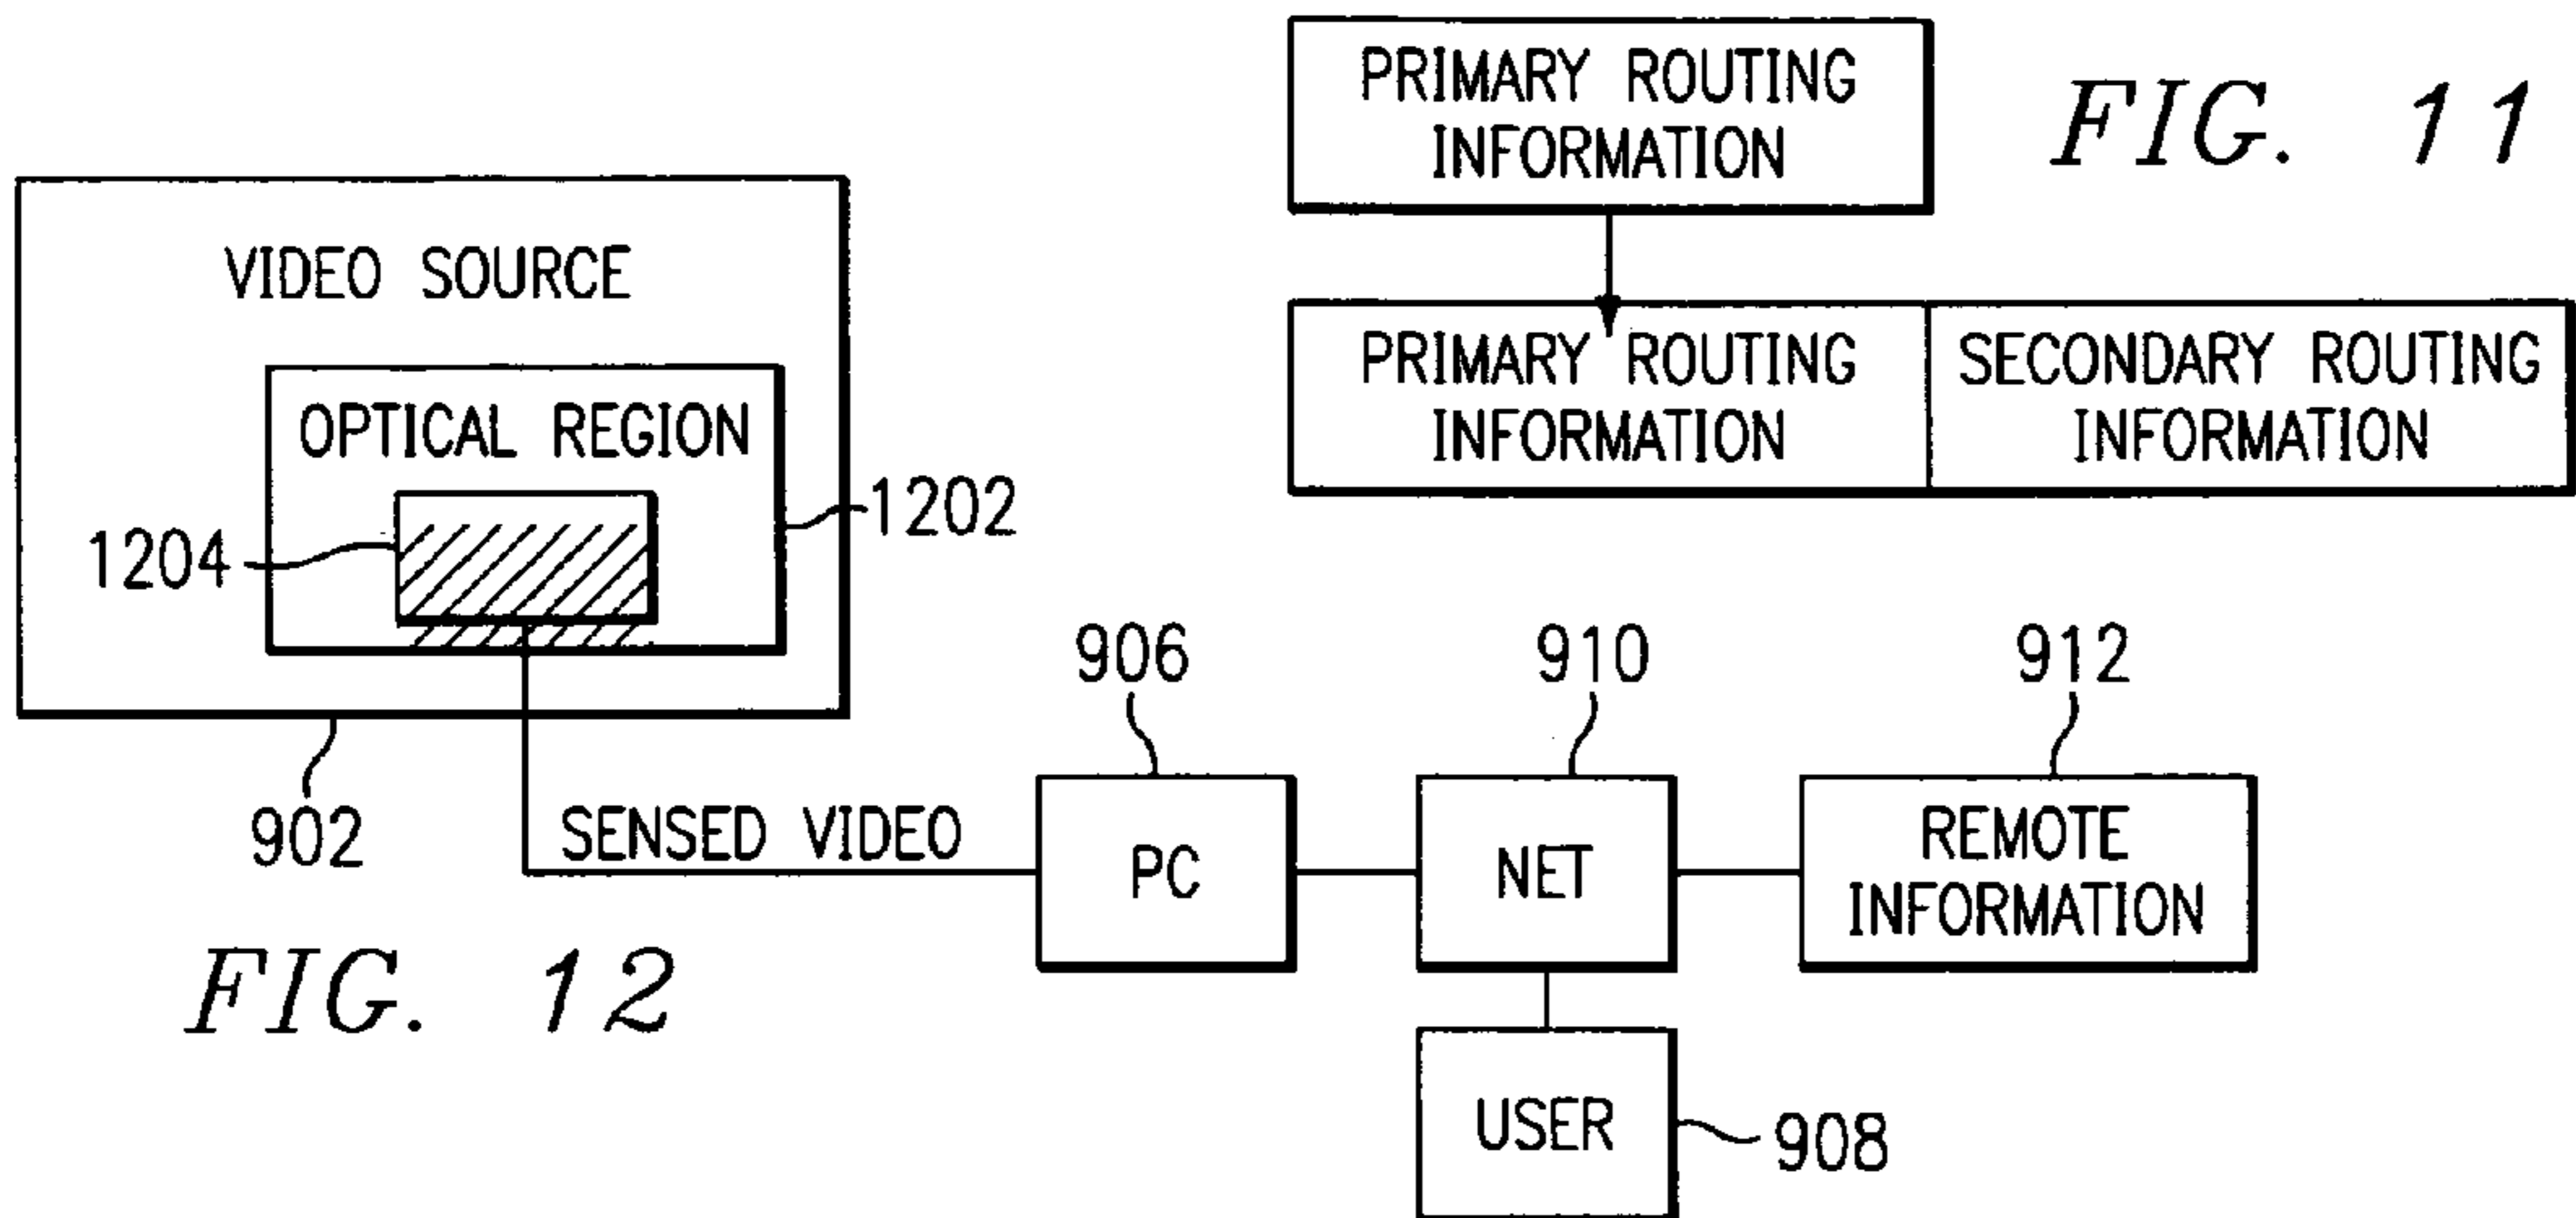 PRIMARY ROUTING
INFORMATION
FIG. 11
PRIMARY ROUTING
INFORMATION
SECONDARY ROUTING
INFORMATION
VIDEO SOURCE
OPTICAL REGION
1202
1204
902
SENSED VIDEO
906
PC
910
NET
912
REMOTE
INFORMATION
USER
908
FIG. 12